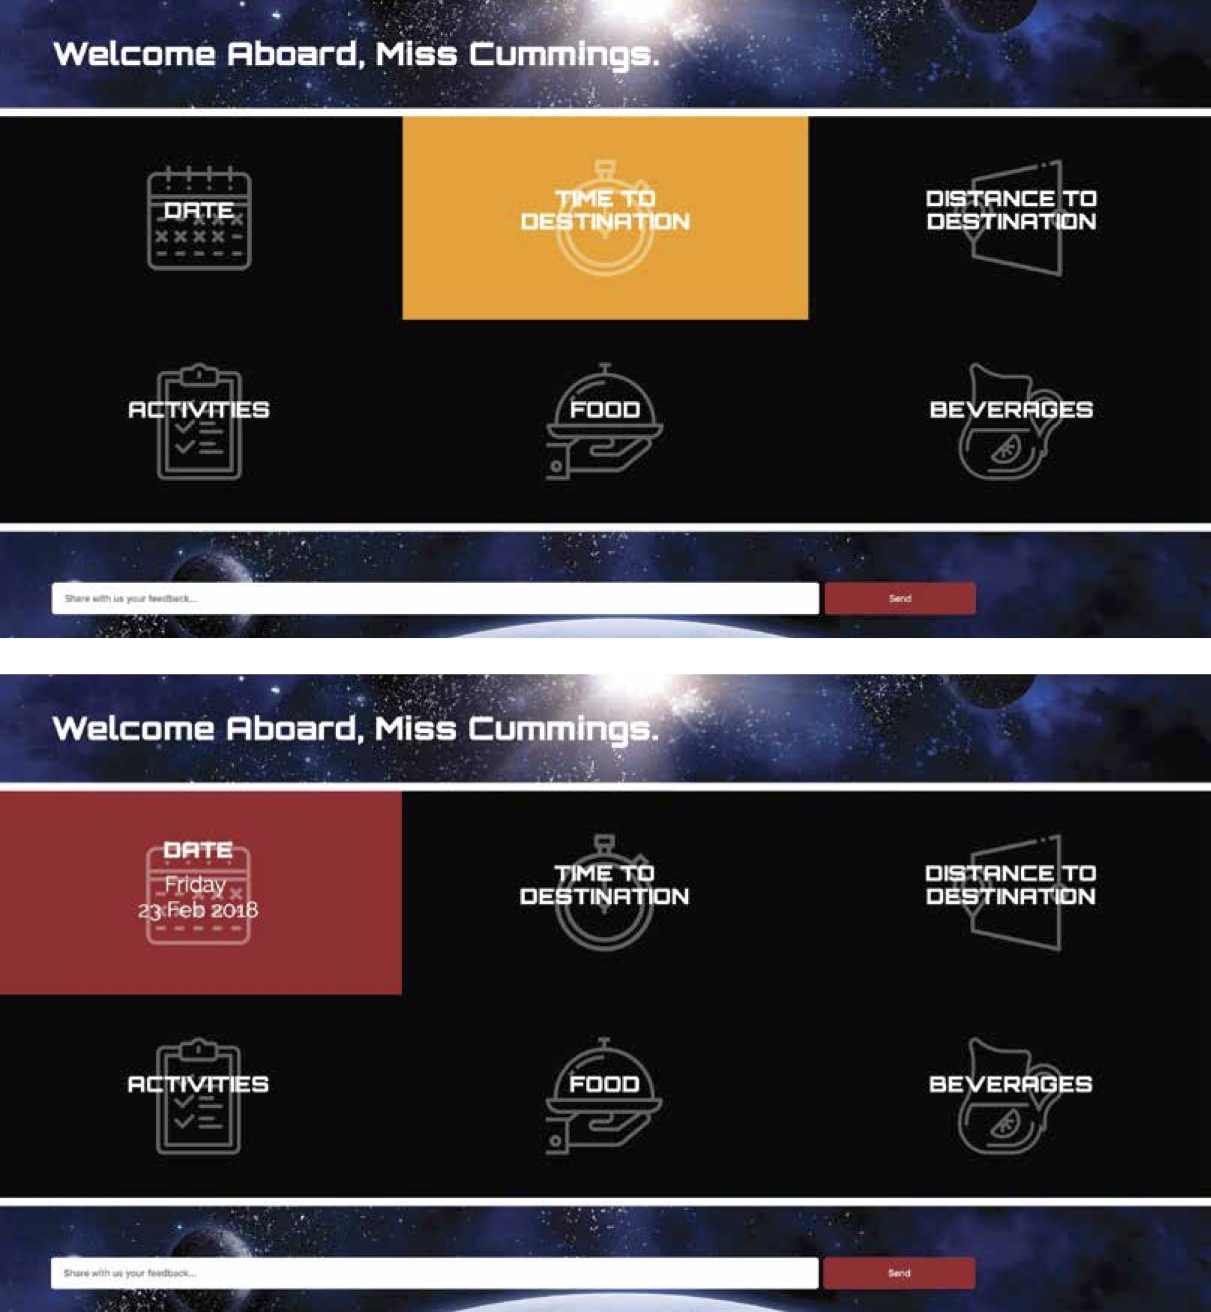 Welcome Aboard, Miss Cummings.
DATE
TIME TO
DESTINATION
DISTANCE TO
DESTINATION
ACTIVITIES
FOOD
BEVERAGES
Share with us your feedback...
Send
Welcome Aboard, Miss Cummings.
DATE
Friday
23 Feb 2018
TIME TO
DESTINATION
DISTANCE TO
DESTINATION
ACTIVITIES
FOOD
BEVERAGES
Share with us your feedback...
Send